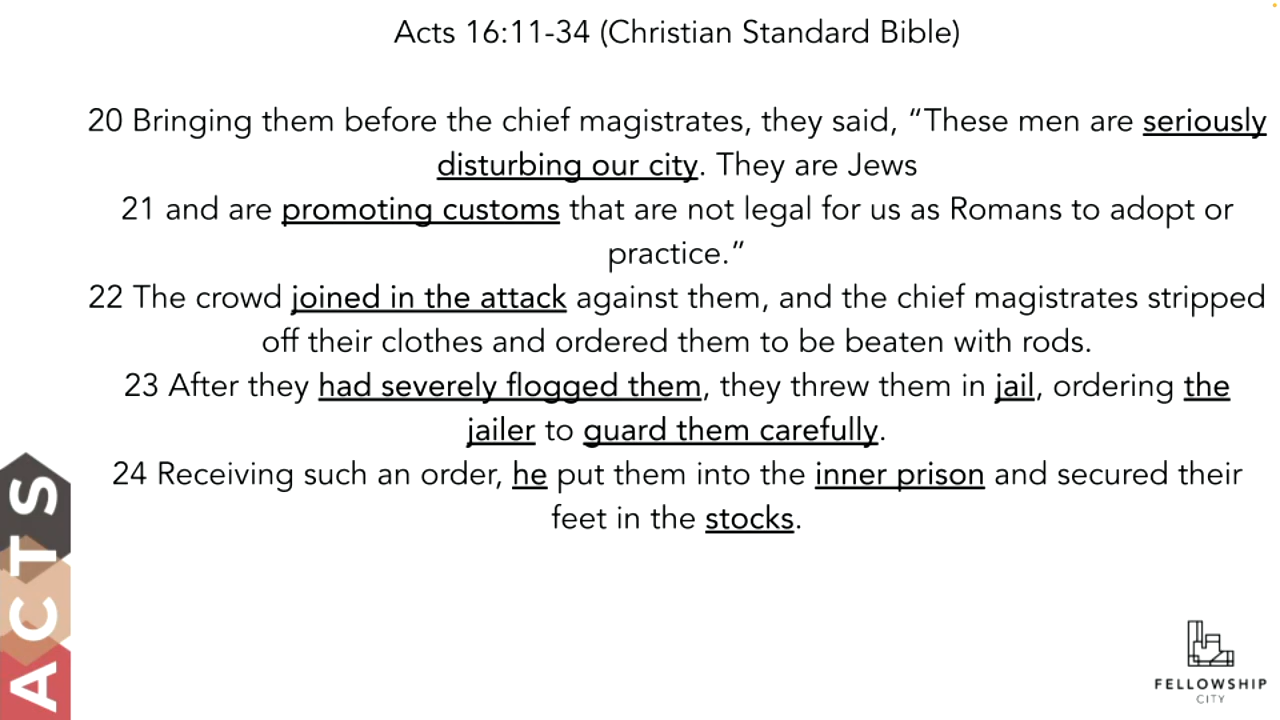 Acts 16:11-34 (Christian Standard Bible)
20 Bringing them before the chief magistrates, they said, “These men are seriously
disturbing our city. They are Jews
21 and are promoting customs that are not legal for us as Romans to adopt or
practice.”
22 The crowd joined in the attack against them, and the chief magistrates stripped
off their clothes and ordered them to be beaten with rods.
23 After they had severely flogged them, they threw them in jail, ordering the
jailer to guard them carefully.
24 Receiving such an order, he put them into the inner prison and secured their
feet in the stocks.
ACTS
FELLOWSHIP
CITY